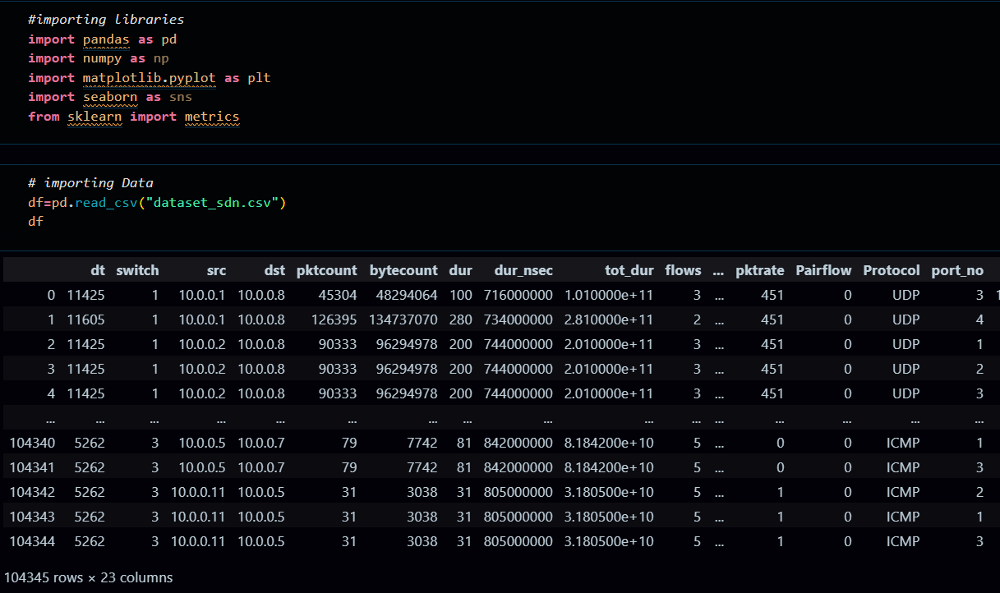 #importing libraries
import pandas as pd
import numpy as np
import matplotlib.pyplot as plt
import seaborn as sns
from sklearn import metrics
# importing Data
df=pd.read_csv("dataset_sdn.csv")
df
dt switch src dst pktcount bytecount dur dur_nsec tot_dur flows ... pktrate Pairflow Protocol port_no
0 11425 1 10.0.0.1 10.0.0.8 45304 48294064 100 716000000 1.010000e+11 3 ... 451 0 UDP 3
1 11605 1 10.0.0.1 10.0.0.8 126395 134737070 280 734000000 2.810000e+11 2 ... 451 0 UDP 4
2 11425 1 10.0.0.2 10.0.0.8 90333 96294978 200 744000000 2.010000e+11 3 ... 451 0 UDP 1
3 11425 1 10.0.0.2 10.0.0.8 90333 96294978 200 744000000 2.010000e+11 3 ... 451 0 UDP 2
4 11425 1 10.0.0.2 10.0.0.8 90333 96294978 200 744000000 2.010000e+11 3 ... 451 0 UDP 3
... ... ... ... ... ... ... ... ... ... ... ... ... ... ...
104340 5262 3 10.0.0.5 10.0.0.7 79 7742 81 842000000 8.184200e+10 5 ... 0 0 ICMP 1
104341 5262 3 10.0.0.5 10.0.0.7 79 7742 81 842000000 8.184200e+10 5 ... 0 0 ICMP 3
104342 5262 3 10.0.0.11 10.0.0.5 31 3038 31 805000000 3.180500e+10 5 ... 1 0 ICMP 2
104343 5262 3 10.0.0.11 10.0.0.5 31 3038 31 805000000 3.180500e+10 5 ... 1 0 ICMP 1
104344 5262 3 10.0.0.11 10.0.0.5 31 3038 31 805000000 3.180500e+10 5 ... 1 0 ICMP 3
104345 rows × 23 columns